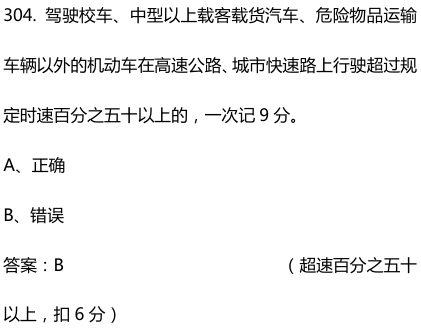 304. 驾驶校车、中型以上载客载货汽车、危险物品运输
车辆以外的机动车在高速公路、城市快速路上行驶超过规
定时速百分之五十以上的，一次记 9 分。
A、正确
B、错误
答案：B （ 超速百分之五十
以上，扣 6 分 ）